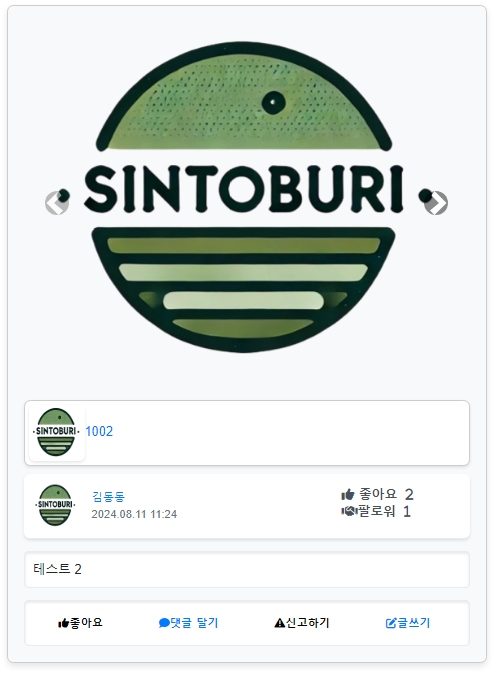 SINTOBURI
SINTOBURI
1002
SINTOBURI
김동동
2024.08.11 11:24
좋아요 2
팔로워 1
테스트 2
좋아요
댓글 달기
신고하기
글쓰기